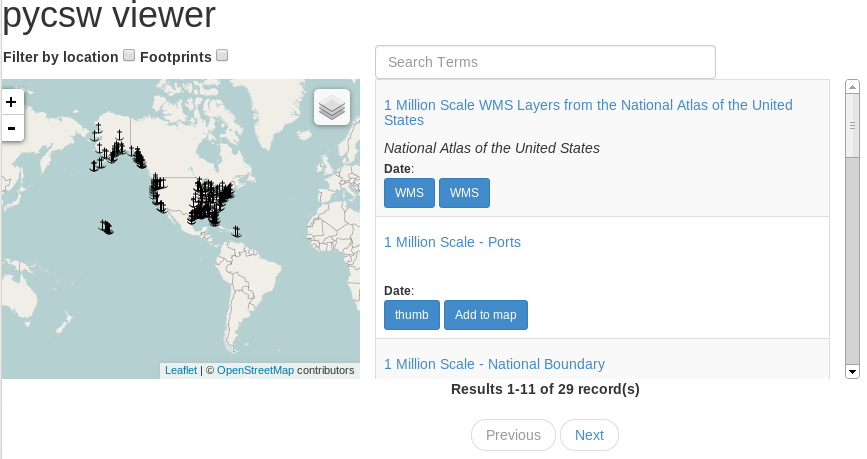 pycsw viewer
Filter by location Footprints
Search Terms
+
-
1 Million Scale WMS Layers from the National Atlas of the United
States
National Atlas of the United States
Date:
WMS WMS
1 Million Scale - Ports
Date:
thumb Add to map
1 Million Scale - National Boundary
Leaflet | © OpenStreetMap contributors
Results 1-11 of 29 record(s)
Previous Next